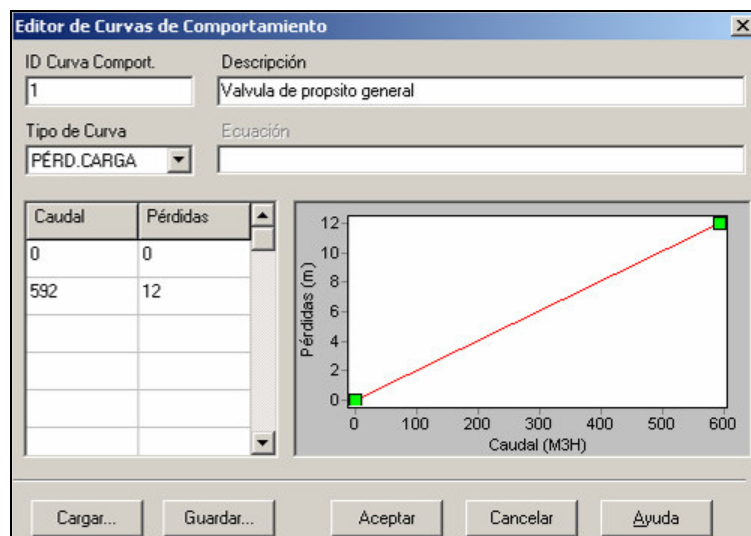 Editor de Curvas de Comportamiento
ID Curva Comport.
Descripción
1
Valvula de propsito general
Tipo de Curva
Ecuación
PÉRD.CARGA
Caudal Pérdidas
0 0
592 12
Pérdidas (m)
12
10
8
6
4
2
0
0 100 200 300 400 500 600
Caudal (M3H)
Cargar...
Guardar...
Aceptar
Cancelar
Ayuda